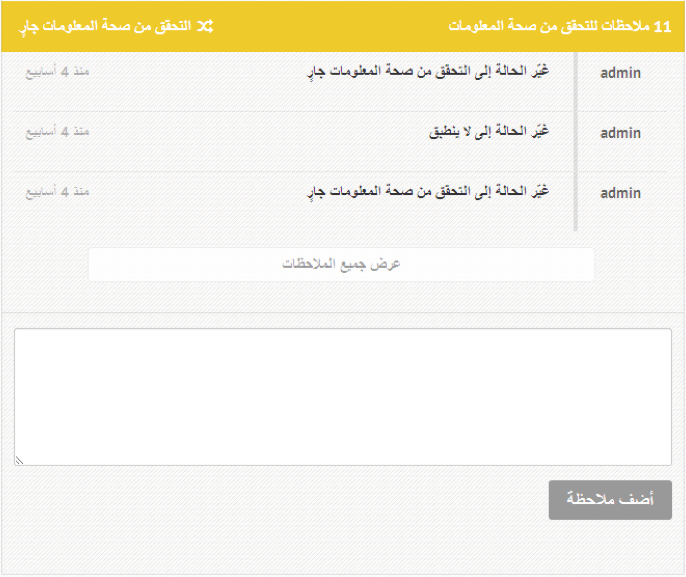 11 ملاحظات للتحقق من صحة المعلومات
التحقق من صحة المعلومات جارٍ
admin غيّر الحالة إلى التحقق من صحة المعلومات جارٍ منذ 4 أسابيع
admin غيّر الحالة إلى لا ينطبق منذ 4 أسابيع
admin غيّر الحالة إلى التحقق من صحة المعلومات جارٍ منذ 4 أسابيع
عرض جميع الملاحظات
أضف ملاحظة